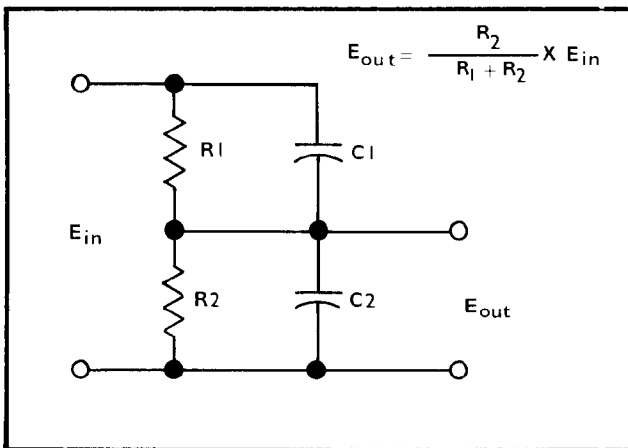 E_out = R_2 / (R_1 + R_2) X E_in
R1
C1
E_in
R2
C2
E_out